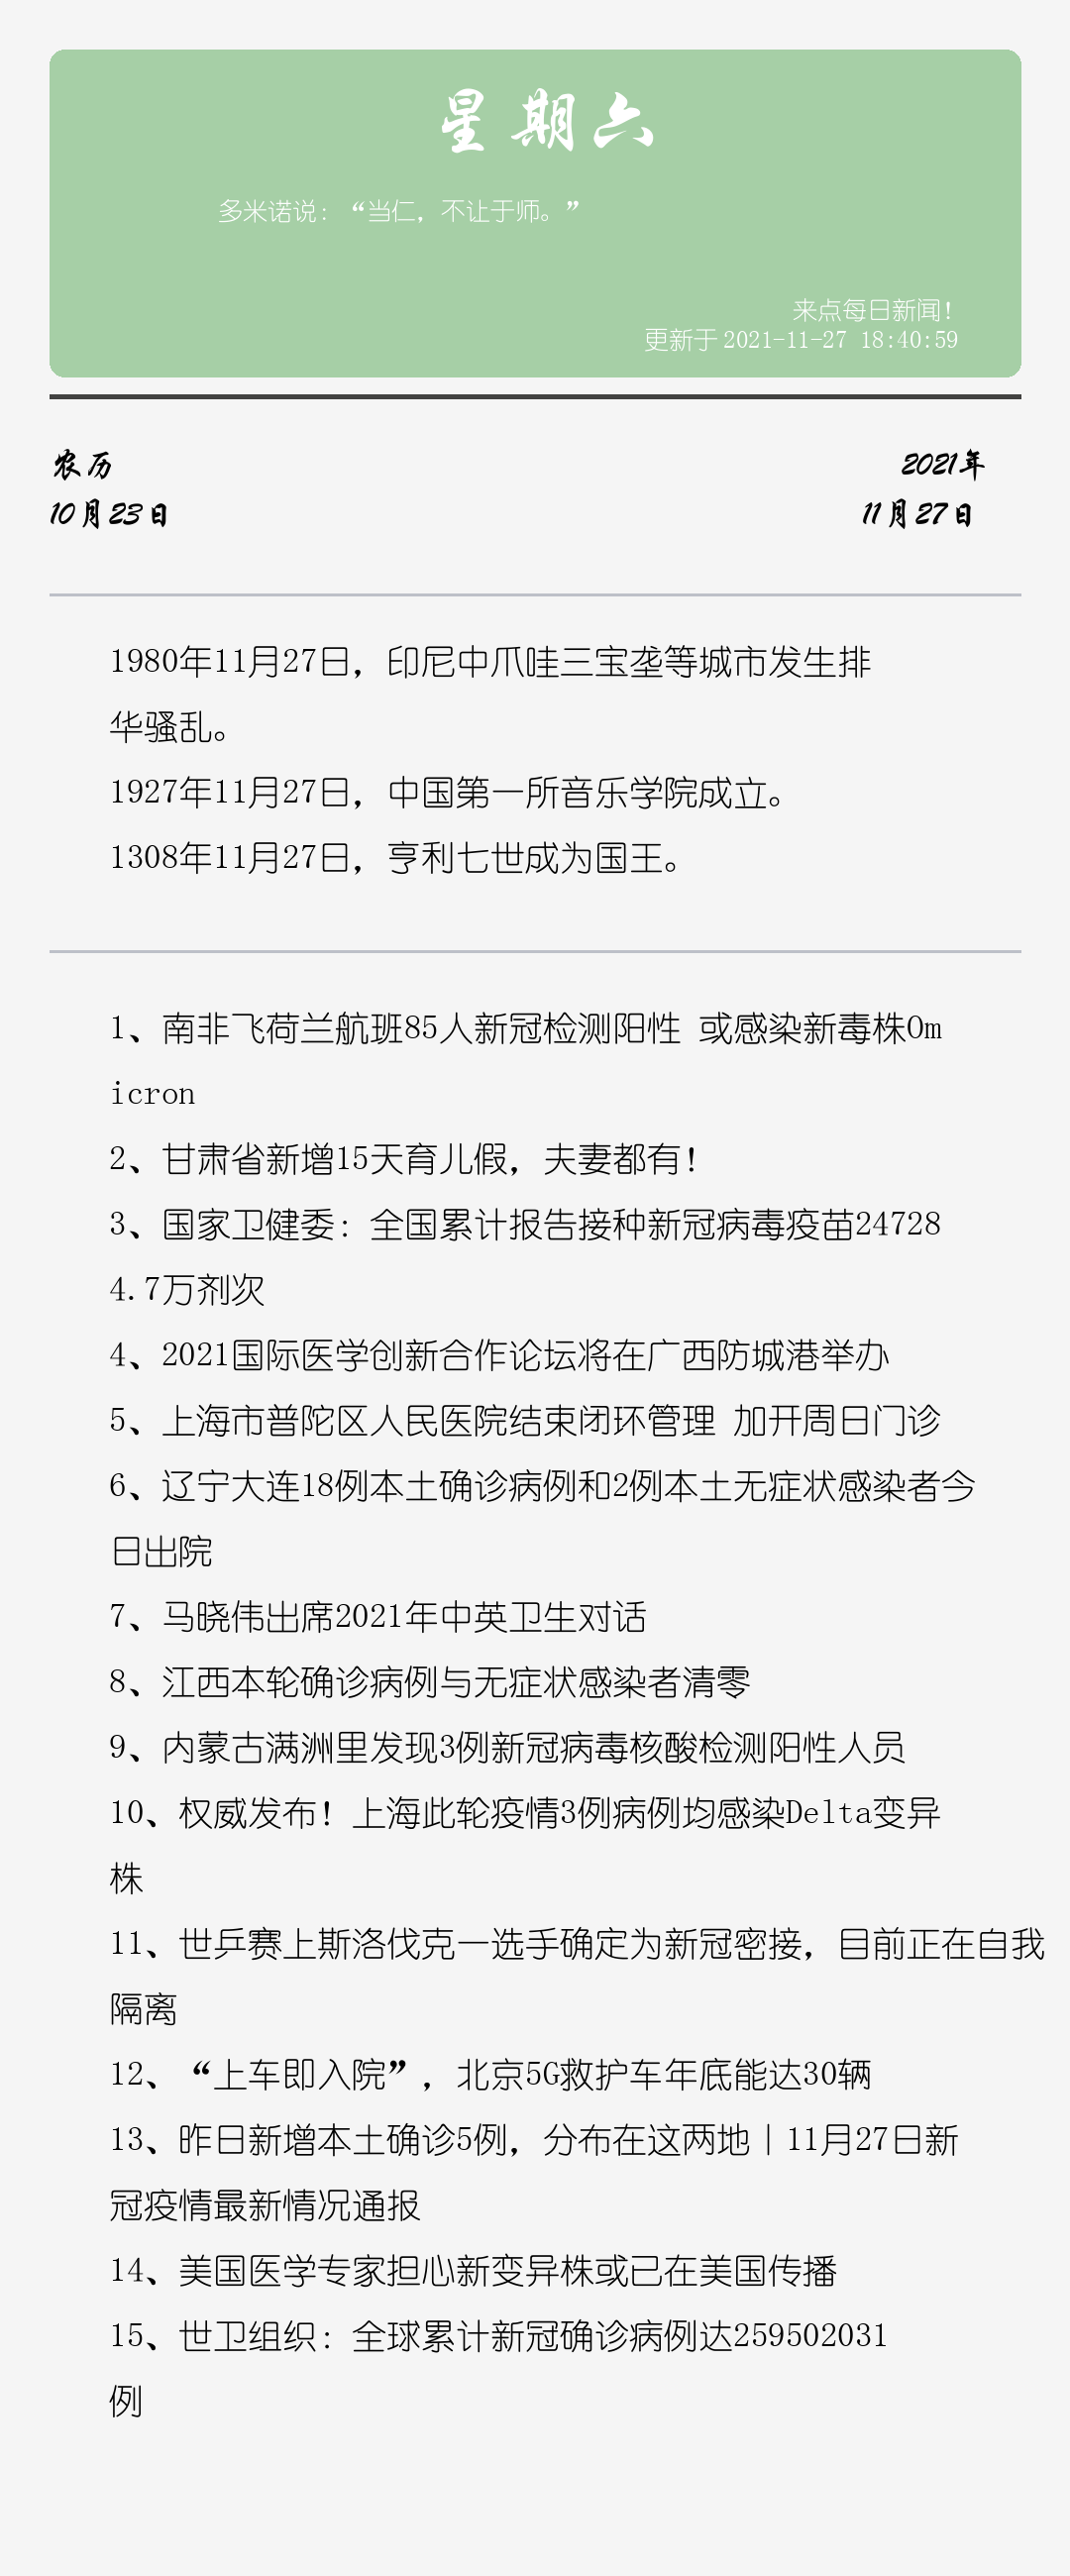 星期六
多米诺说：“当仁，不让于师。”
来点每日新闻！
更新于 2021-11-27 18:40:59
农历
10月23日
2021年
11月27日
1980年11月27日，印尼中爪哇三宝垄等城市发生排
华骚乱。
1927年11月27日，中国第一所音乐学院成立。
1308年11月27日，亨利七世成为国王。
1、南非飞荷兰航班85人新冠检测阳性 或感染新毒株Om
icron
2、甘肃省新增15天育儿假，夫妻都有！
3、国家卫健委：全国累计报告接种新冠病毒疫苗24728
4.7万剂次
4、2021国际医学创新合作论坛将在广西防城港举办
5、上海市普陀区人民医院结束闭环管理 加开周日门诊
6、辽宁大连18例本土确诊病例和2例本土无症状感染者今
日出院
7、马晓伟出席2021年中英卫生对话
8、江西本轮确诊病例与无症状感染者清零
9、内蒙古满洲里发现3例新冠病毒核酸检测阳性人员
10、权威发布！上海此轮疫情3例病例均感染Delta变异
株
11、世乒赛上斯洛伐克一选手确定为新冠密接，目前正在自我
隔离
12、“上车即入院”，北京5G救护车年底能达30辆
13、昨日新增本土确诊5例，分布在这两地｜11月27日新
冠疫情最新情况通报
14、美国医学专家担心新变异株或已在美国传播
15、世卫组织：全球累计新冠确诊病例达259502031
例